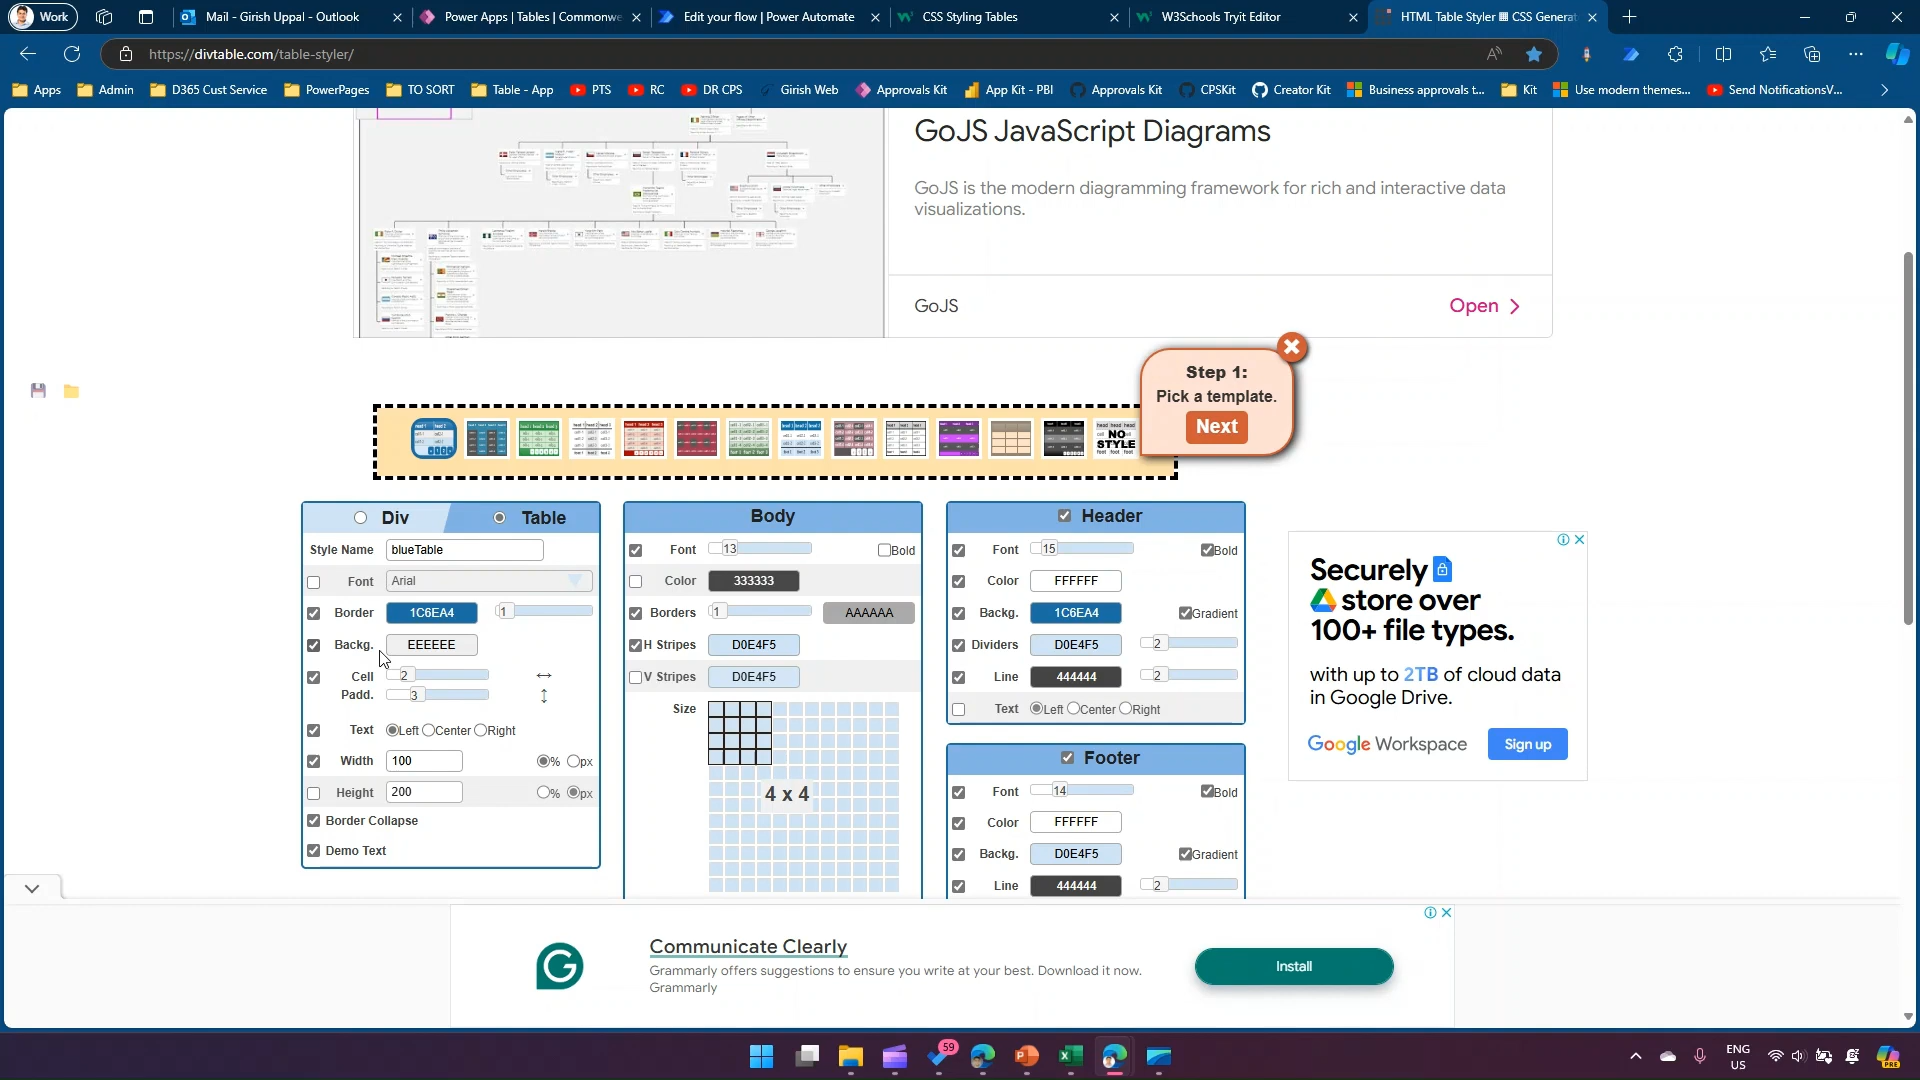 Work
Mail - Girish Uppal - Outlook
Power Apps | Tables | Commonwe
Edit your flow | Power Automate
CSS Styling Tables
W3Schools Tryit Editor
HTML Table Styler ▦ CSS Generat
https://divtable.com/table-styler/
Apps
Admin
D365 Cust Service
PowerPages
TO SORT
Table - App
PTS
RC
DR CPS
Girish Web
Approvals Kit
App Kit - PBI
Approvals Kit
CPSKit
Creator Kit
Business approvals t...
Kit
Use modern themes...
Send NotificationsV...
GoJS JavaScript Diagrams
GoJS is the modern diagramming framework for rich and interactive data
visualizations.
GoJS
Open
Step 1:
Pick a template.
Next
NO
STYLE
Div
Table
Style Name blueTable
Font Arial
Border 1C6EA4 1
Backg. EEEEEE
Cell 2
Padd. 3
Text Left Center Right
Width 100 % px
Height 200 % px
Border Collapse
Demo Text
Body
Font 13 Bold
Color 333333
Borders 1 AAAAAA
H Stripes D0E4F5
V Stripes D0E4F5
Size
4 x 4
Header
Font 15 Bold
Color FFFFFF
Backg. 1C6EA4 Gradient
Dividers D0E4F5 2
Line 444444 2
Text Left Center Right
Footer
Font 14 Bold
Color FFFFFF
Backg. D0E4F5 Gradient
Line 444444 2
Securely
store over
100+ file types.
with up to 2TB of cloud data
in Google Drive.
Google Workspace
Sign up
Communicate Clearly
Grammarly offers suggestions to ensure you write at your best. Download it now.
Grammarly
Install
59
ENG
US
PRE